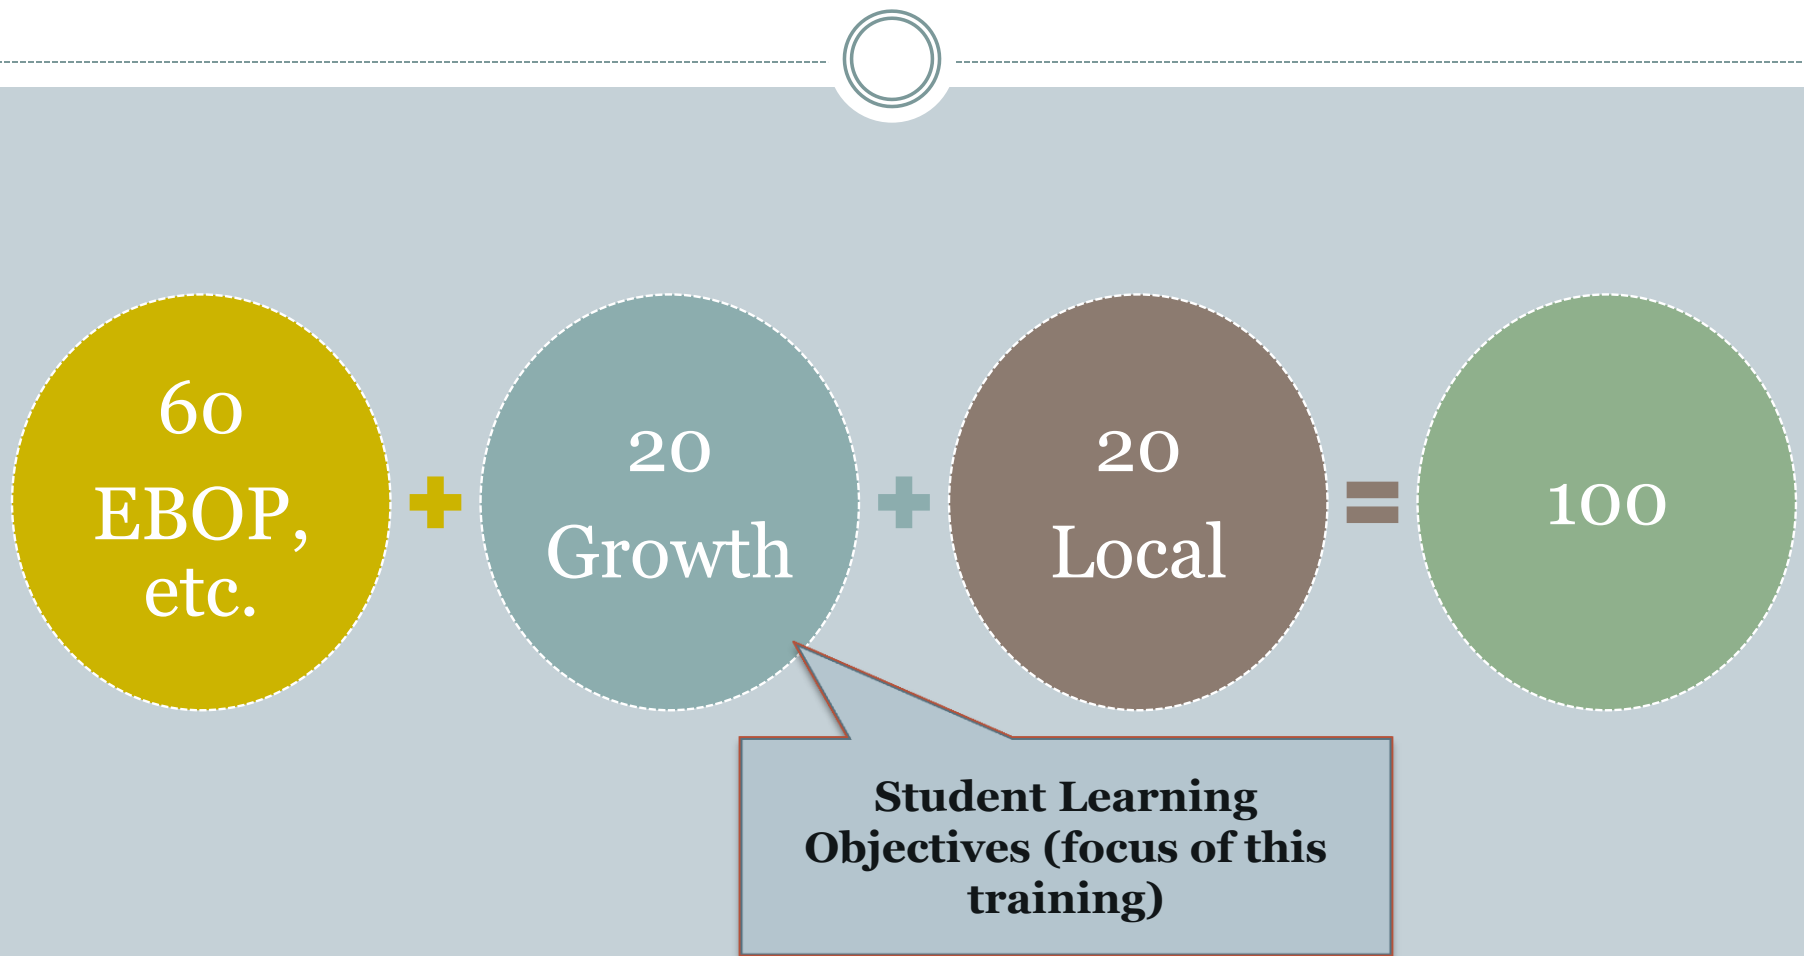 60
EBOP,
etc.
20
Growth
20
Local
100
Student Learning
Objectives (focus of this
training)